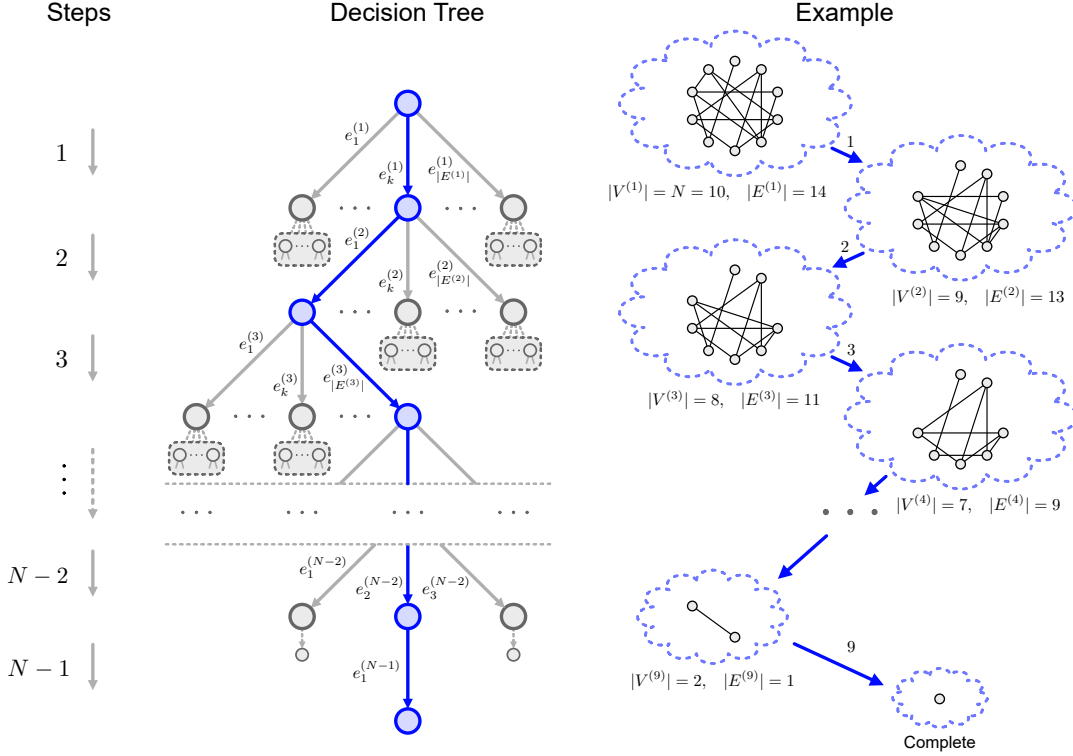 Steps
Decision Tree
Example
1
2
3
⋮
N − 2
N − 1
e_1^{(1)}
e_k^{(1)}
e_{|E^{(1)}|}^{(1)}
· · ·
· · ·
e_1^{(2)}
e_k^{(2)}
e_{|E^{(2)}|}^{(2)}
· · ·
· · ·
e_1^{(3)}
e_k^{(3)}
e_{|E^{(3)}|}^{(3)}
· · ·
· · ·
· · · · · · · · · · · ·
e_1^{(N−2)}
e_2^{(N−2)}
e_3^{(N−2)}
e_1^{(N−1)}
1
|V^{(1)}| = N = 10, |E^{(1)}| = 14
2
|V^{(2)}| = 9, |E^{(2)}| = 13
3
|V^{(3)}| = 8, |E^{(3)}| = 11
|V^{(4)}| = 7, |E^{(4)}| = 9
· · ·
9
|V^{(9)}| = 2, |E^{(9)}| = 1
Complete